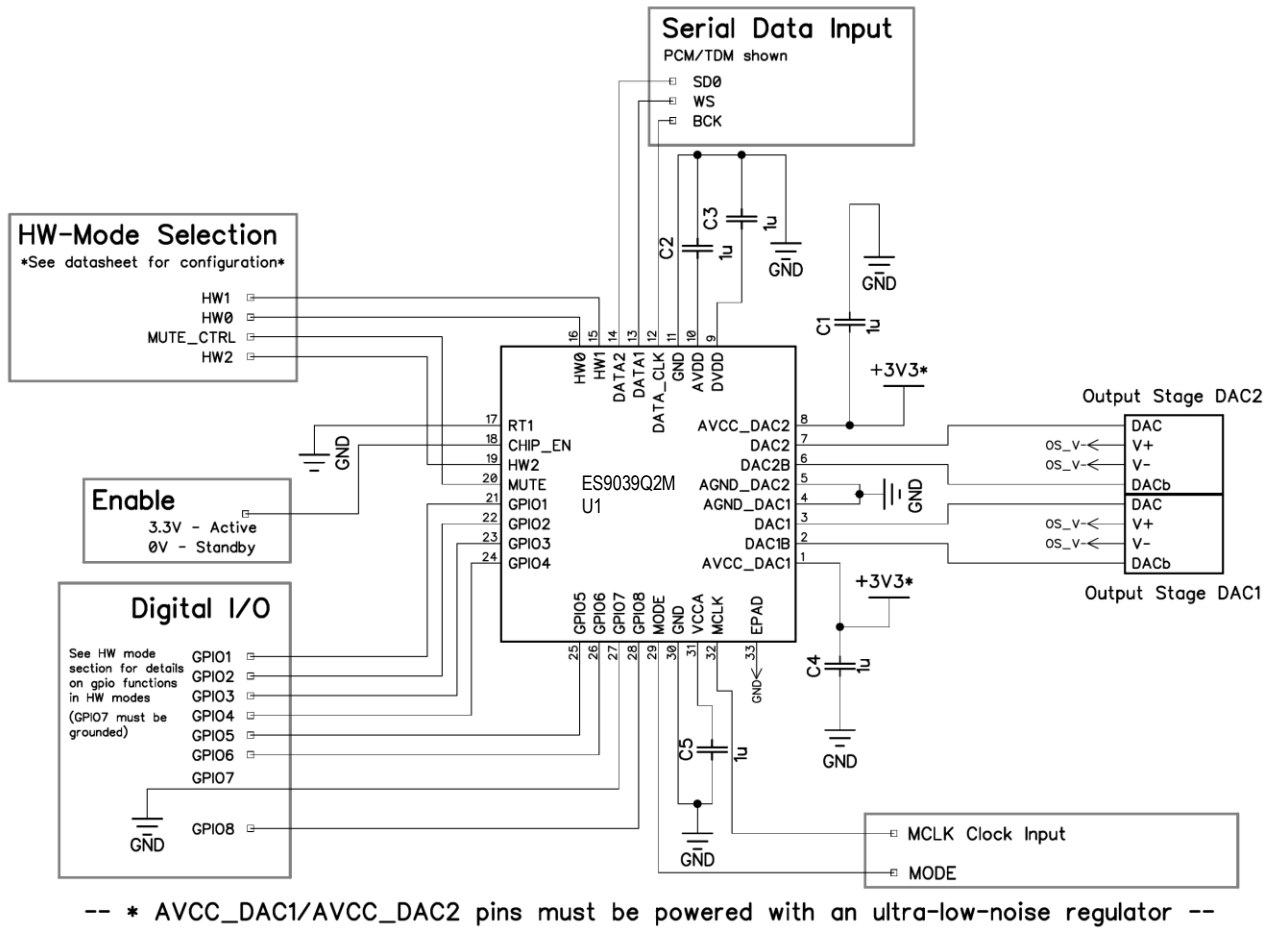 Serial Data Input
PCM/TDM shown
SD0
WS
BCK
HW-Mode Selection
*See datasheet for configuration*
HW1
HW0
MUTE_CTRL
HW2
C2
1u
C3
1u
GND
GND
C1
1u
+3V3*
16
15
14
13
12
11
10
9
HW0
HW1
DATA2
DATA1
DATA_CLK
GND
AVDD
DVDD
17
RT1
18
CHIP_EN
19
HW2
20
MUTE
21
GPIO1
22
GPIO2
23
GPIO3
24
GPIO4
GND
ES9039Q2M
U1
AVCC_DAC2
8
DAC2
7
DAC2B
6
AGND_DAC2
5
AGND_DAC1
4
DAC1
3
DAC1B
2
AVCC_DAC1
1
GND
Output Stage DAC2
DAC
OS_V-
V+
OS_V-
V-
DACb
DAC
OS_V-
V+
OS_V-
V-
DACb
Output Stage DAC1
Enable
3.3V - Active
0V - Standby
+3V3*
C4
1u
GND
GPIO5
GPIO6
GPIO7
GPIO8
MODE
GND
VCCA
MCLK
EPAD
25
26
27
28
29
30
31
32
33
GND
C5
1u
GND
Digital I/O
See HW mode
section for details
on gpio functions
in HW modes
(GPIO7 must be
grounded)
GPIO1
GPIO2
GPIO3
GPIO4
GPIO5
GPIO6
GPIO7
GND
GPIO8
MCLK Clock Input
MODE
-- * AVCC_DAC1/AVCC_DAC2 pins must be powered with an ultra-low-noise regulator --